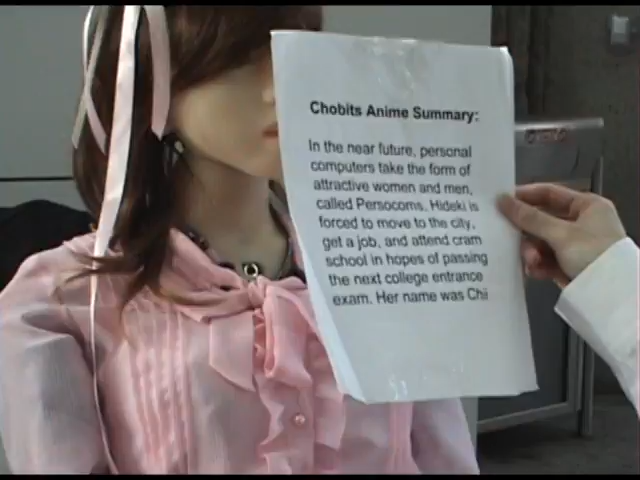 Chobits Anime Summary:
In the near future, personal
computers take the form of
attractive women and men,
called Persocoms. Hideki is
forced to move to the city,
get a job, and attend cram
school in hopes of passing
the next college entrance
exam. Her name was Chii